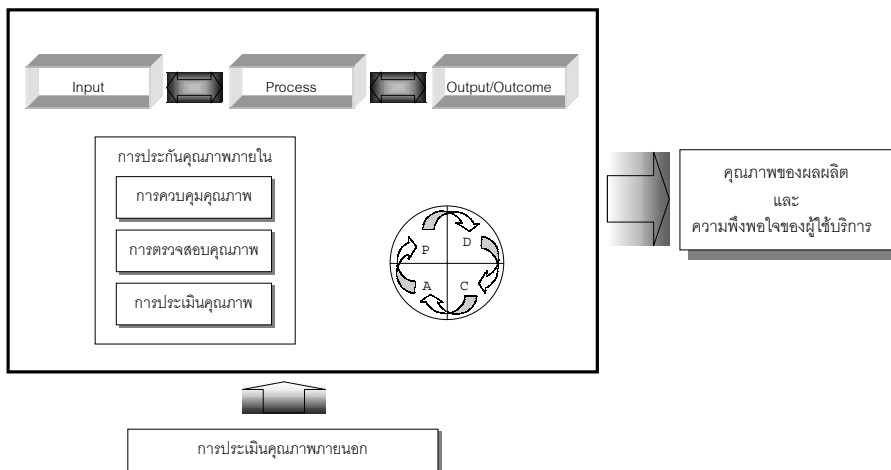 Input
Process
Output/Outcome
การประกันคุณภาพภายใน
การควบคุมคุณภาพ
การตรวจสอบคุณภาพ
การประเมินคุณภาพ
P
D
A
C
คุณภาพของผลผลิต
และ
ความพึงพอใจของผู้ใช้บริการ
การประเมินคุณภาพภายนอก